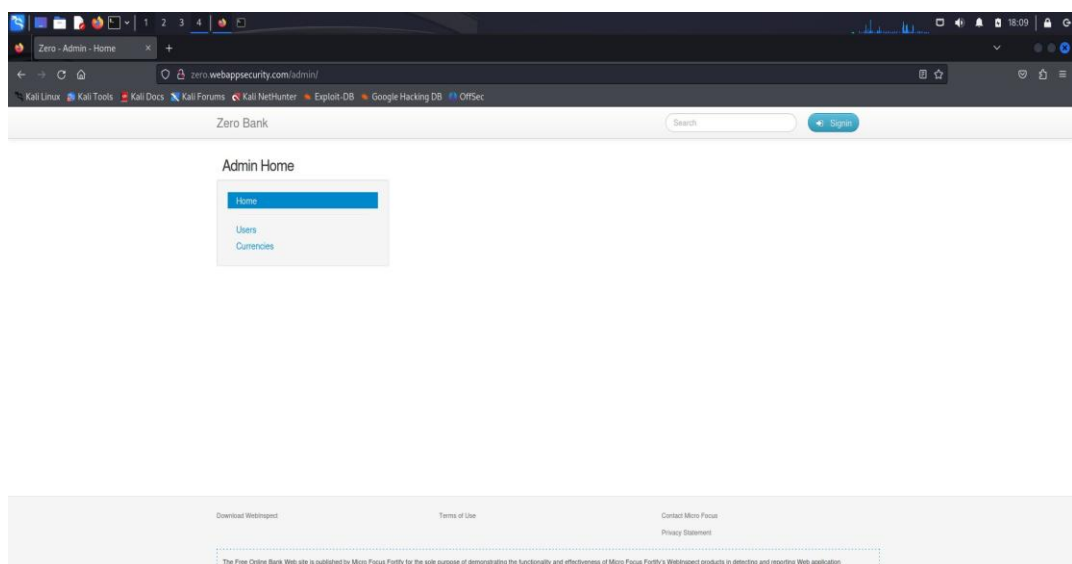 1 2 3 4 18:09
Zero - Admin - Home × +
zero.webappsecurity.com/admin/
Kali Linux Kali Tools Kali Docs Kali Forums Kali NetHunter Exploit-DB Google Hacking DB OffSec
Zero Bank Search Signin
Admin Home
Home
Users
Currencies
Download WebInspect Terms of Use Contact Micro Focus
Privacy Statement
The Free Online Bank Web site is published by Micro Focus Fortify for the sole purpose of demonstrating the functionality and effectiveness of Micro Focus Fortify's WebInspect products in detecting and reporting Web application